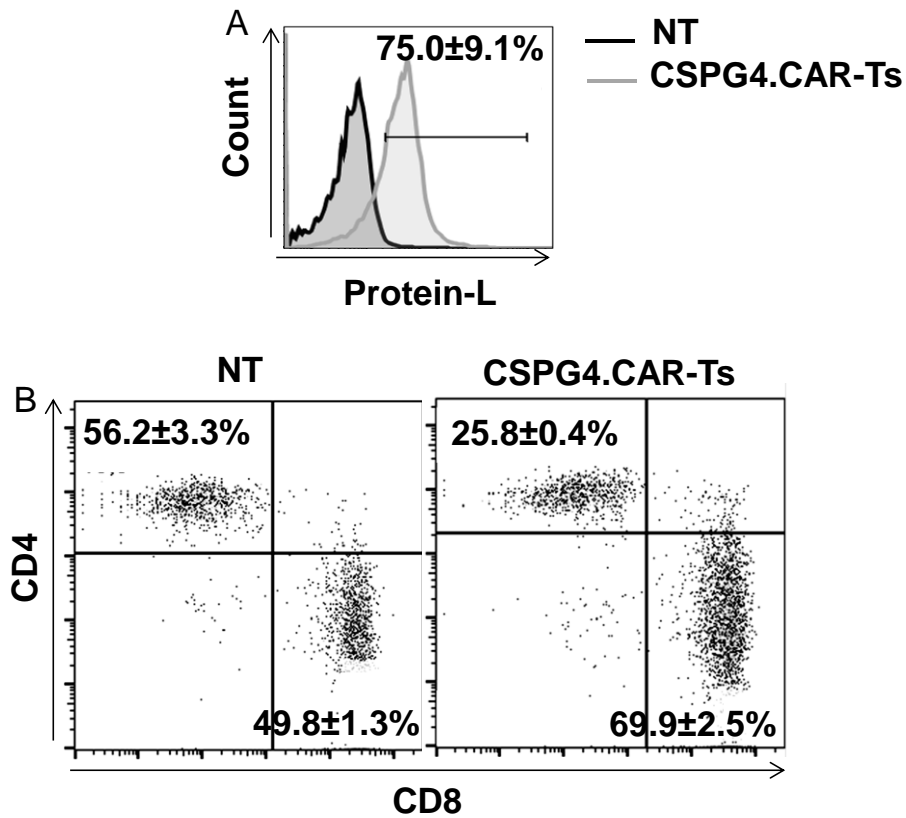 A
75.0±9.1%
NT
CSPG4.CAR-Ts
Count
Protein-L
NT
CSPG4.CAR-Ts
B
56.2±3.3%
25.8±0.4%
CD4
49.8±1.3%
69.9±2.5%
CD8